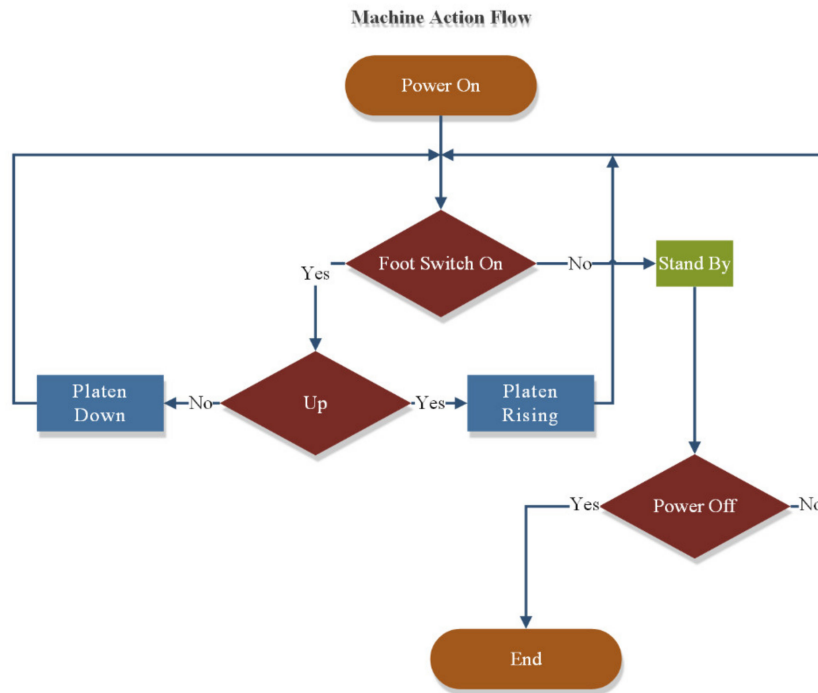 Machine Action Flow
Power On
Foot Switch On
No
Stand By
Yes
Platen
Down
No
Up
Yes
Platen
Rising
Yes
Power Off
No
End